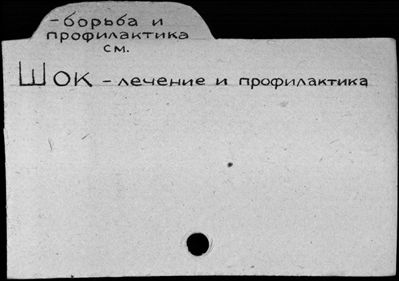 -борьба и
профилактика
см.
Шок - лечение и профилактика